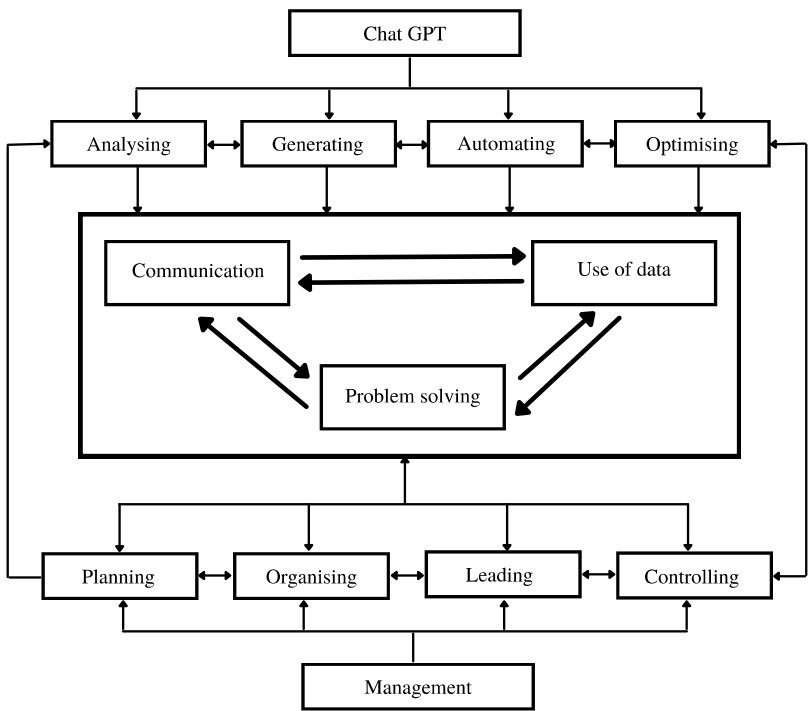 Chat GPT
Analysing
Generating
Automating
Optimising
Communication
Use of data
Problem solving
Planning
Organising
Leading
Controlling
Management